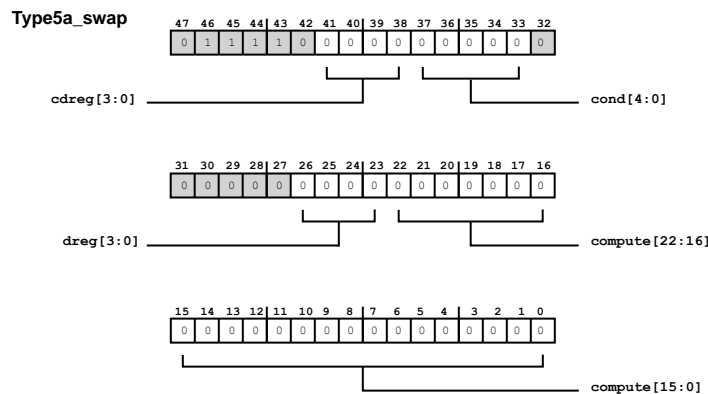 Type5a_swap
47 46 45 44 43 42 41 40 39 38 37 36 35 34 33 32
0 1 1 1 1 0 0 0 0 0 0 0 0 0 0 0
cdreg[3:0] cond[4:0]
31 30 29 28 27 26 25 24 23 22 21 20 19 18 17 16
0 0 0 0 0 0 0 0 0 0 0 0 0 0 0 0
dreg[3:0] compute[22:16]
15 14 13 12 11 10 9 8 7 6 5 4 3 2 1 0
0 0 0 0 0 0 0 0 0 0 0 0 0 0 0 0
compute[15:0]